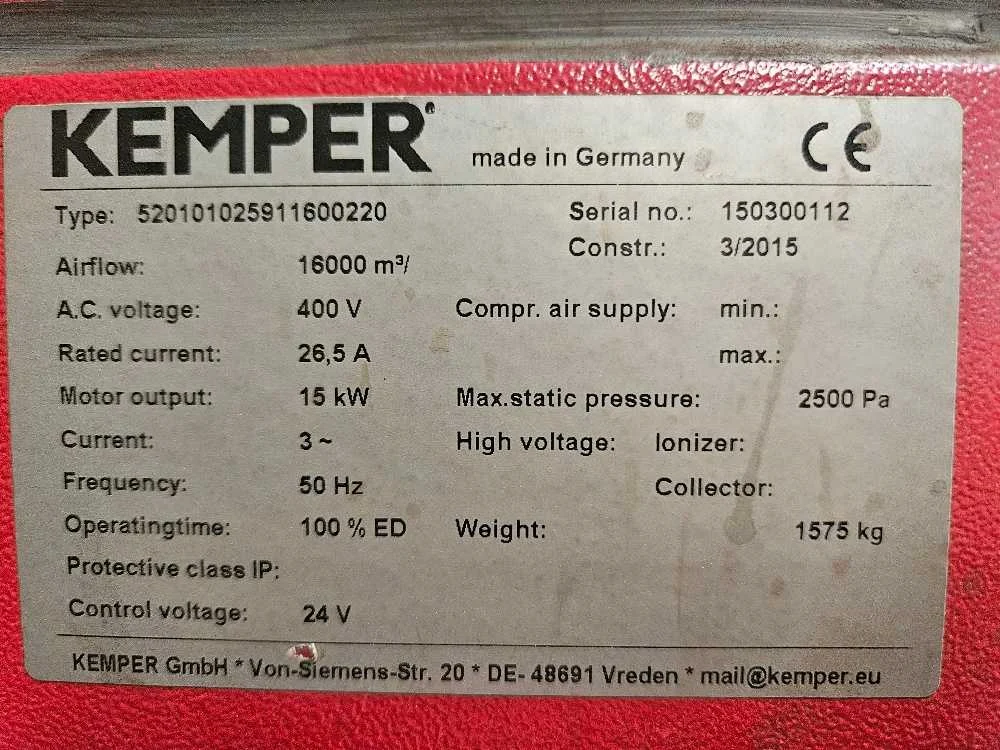 KEMPER®
made in Germany CE
Type: 520101025911600220 Serial no.: 150300112
Constr.: 3/2015
Airflow: 16000 m³/
A.C. voltage: 400 V Compr. air supply: min.:
Rated current: 26,5 A max.:
Motor output: 15 kW Max.static pressure: 2500 Pa
Current: 3 ~ High voltage: Ionizer:
Frequency: 50 Hz Collector:
Operatingtime: 100 % ED Weight: 1575 kg
Protective class IP:
Control voltage: 24 V
KEMPER GmbH * Von-Siemens-Str. 20 * DE- 48691 Vreden * mail@kemper.eu